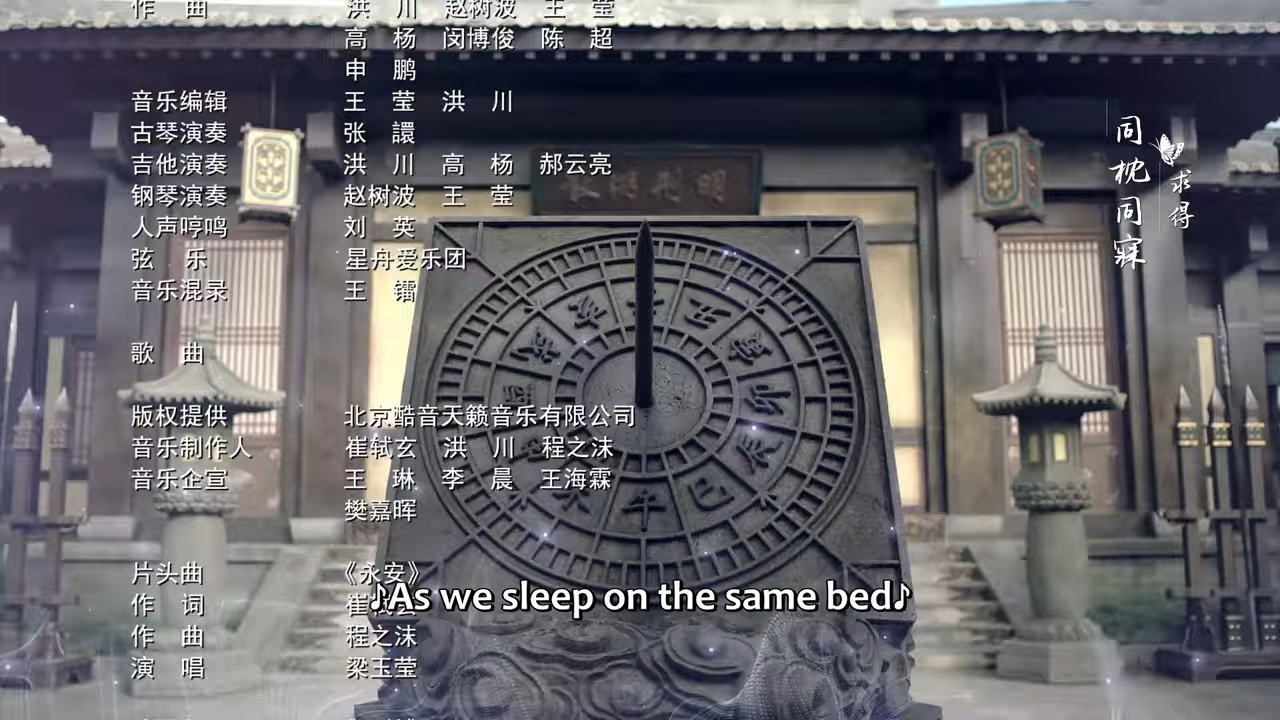 作 曲 洪 川 赵树波 王 莹
高 杨 闵博俊 陈 超
申 鹏
音乐编辑 王 莹 洪 川
古琴演奏 张 譞
吉他演奏 洪 川 高 杨 郝云亮
钢琴演奏 赵树波 王 莹
人声哼鸣 刘 英
弦 乐 星舟爱乐团
音乐混录 王 镭
歌 曲
版权提供 北京酷音天籁音乐有限公司
音乐制作人 崔轼玄 洪 川 程之沫
音乐企宣 王 琳 李 晨 王海霖
樊嘉晖
片头曲 《永安》
作 词
作 曲 程之沫
演 唱 梁玉莹
求得
同枕同寐
丑
寅
卯
辰
巳
午
♪As we sleep on the same bed♪